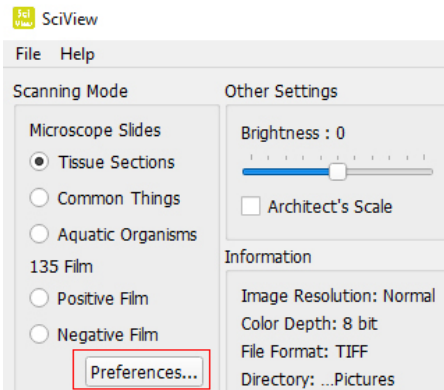 Sci
View
SciView
File Help
Scanning Mode
Microscope Slides
Tissue Sections
Common Things
Aquatic Organisms
135 Film
Positive Film
Negative Film
Preferences...
Other Settings
Brightness : 0
Architect's Scale
Information
Image Resolution: Normal
Color Depth: 8 bit
File Format: TIFF
Directory: ...Pictures